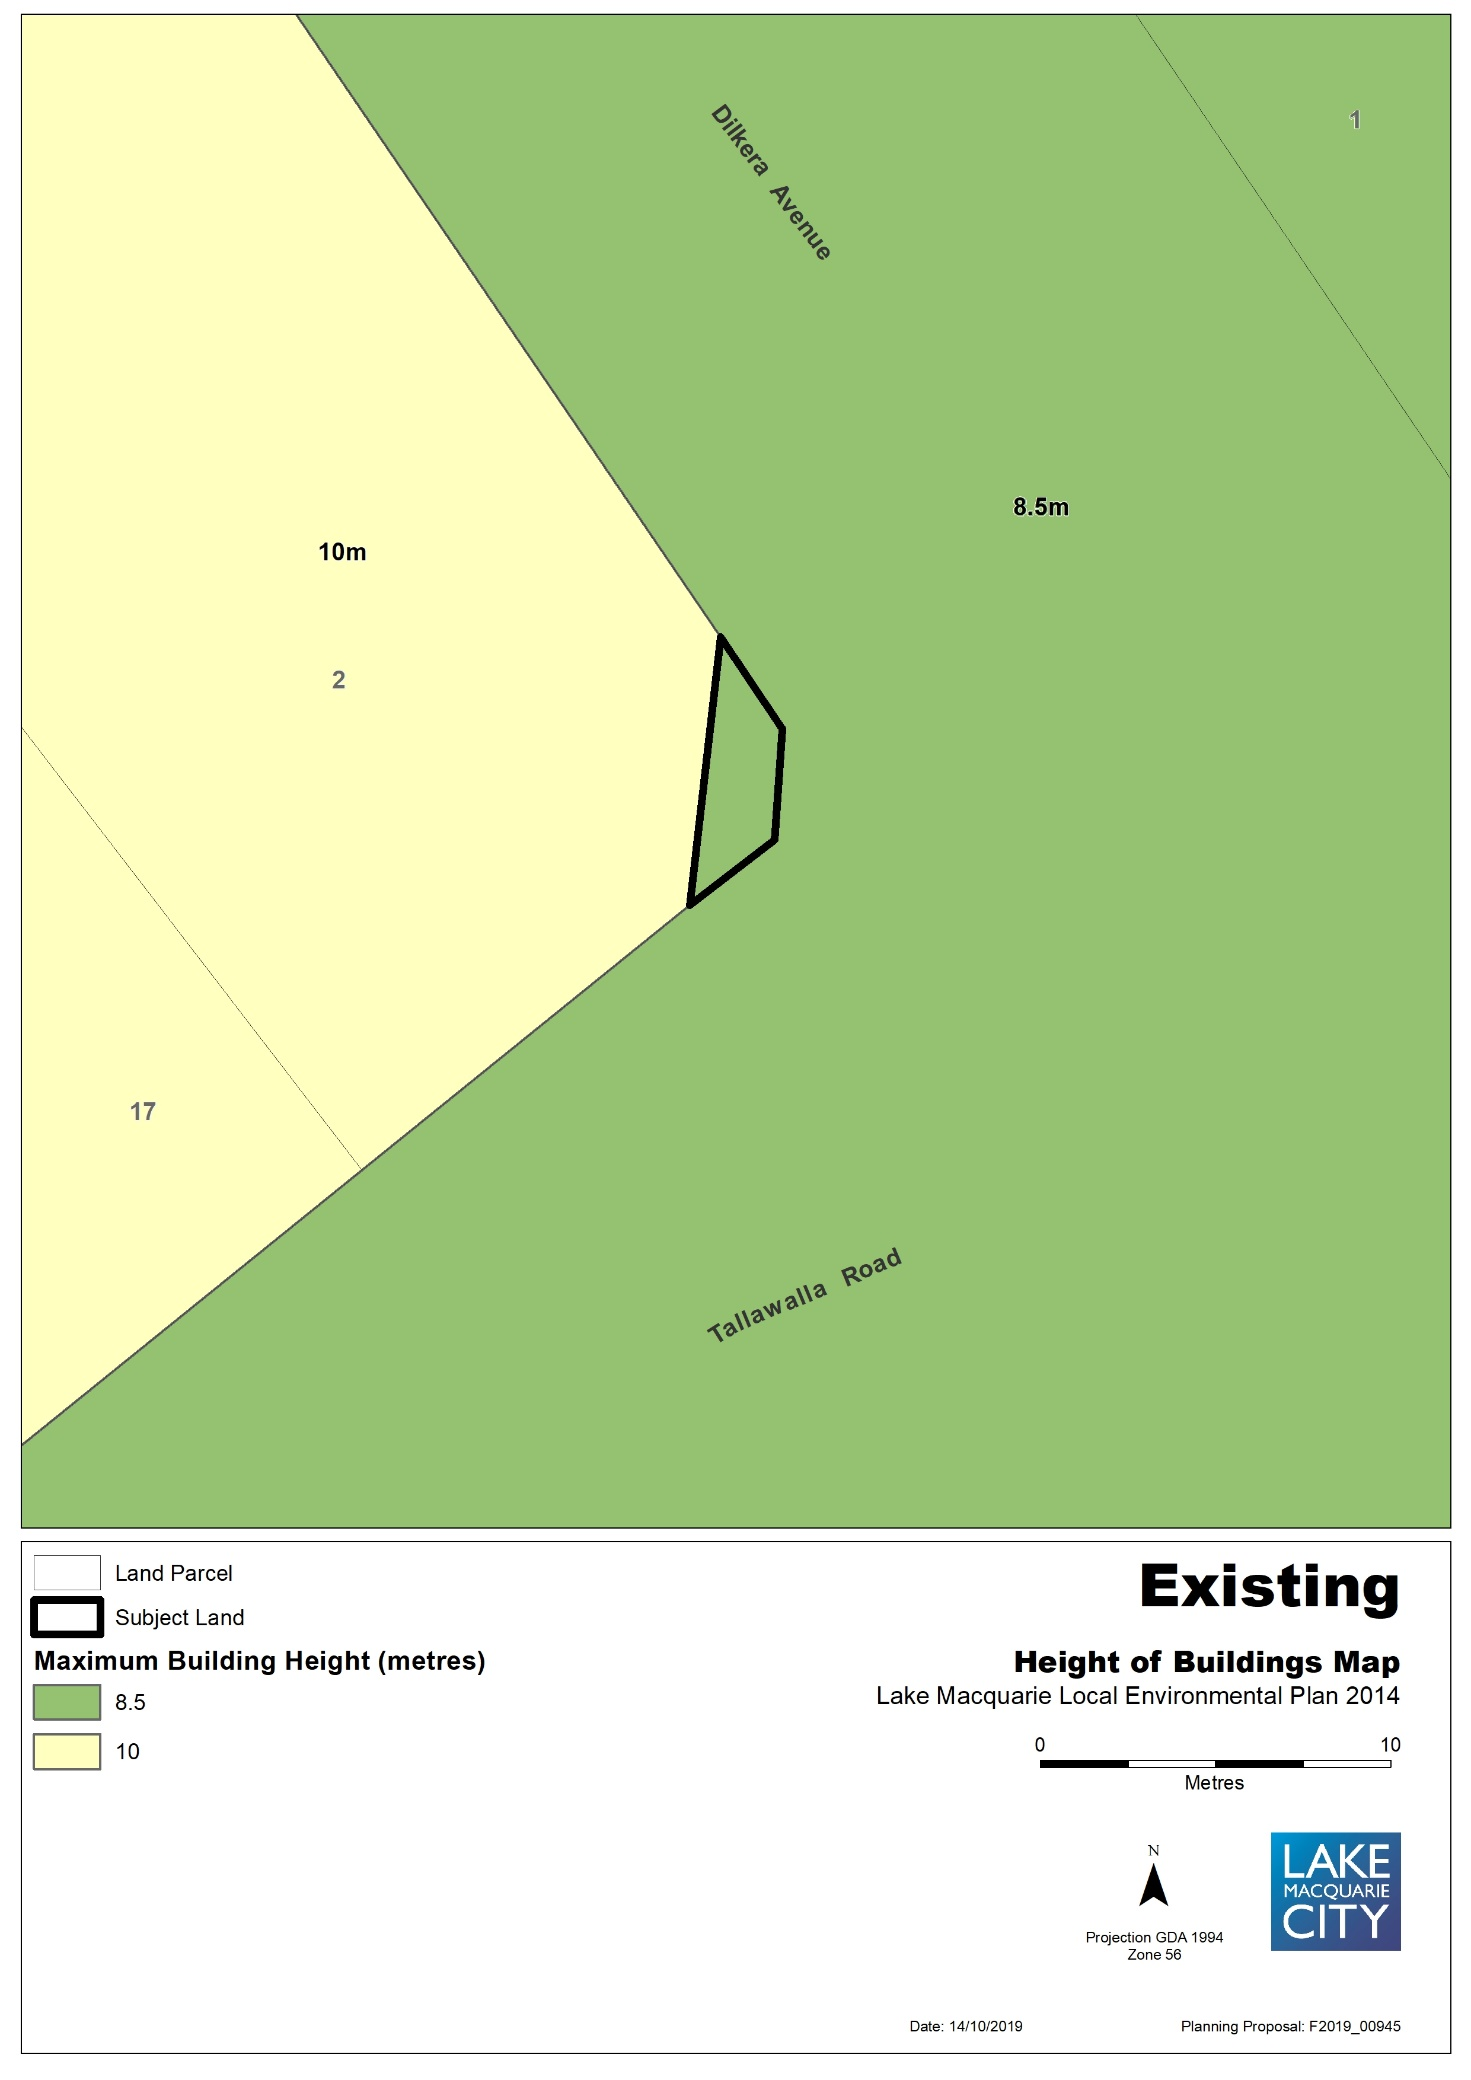 Dilkera Avenue
1
8.5m
10m
2
17
Tallawalla Road
Land Parcel
Subject Land
Maximum Building Height (metres)
8.5
10
Existing
Height of Buildings Map
Lake Macquarie Local Environmental Plan 2014
0 10
Metres
N
Projection GDA 1994
Zone 56
LAKE
MACQUARIE
CITY
Date: 14/10/2019
Planning Proposal: F2019_00945